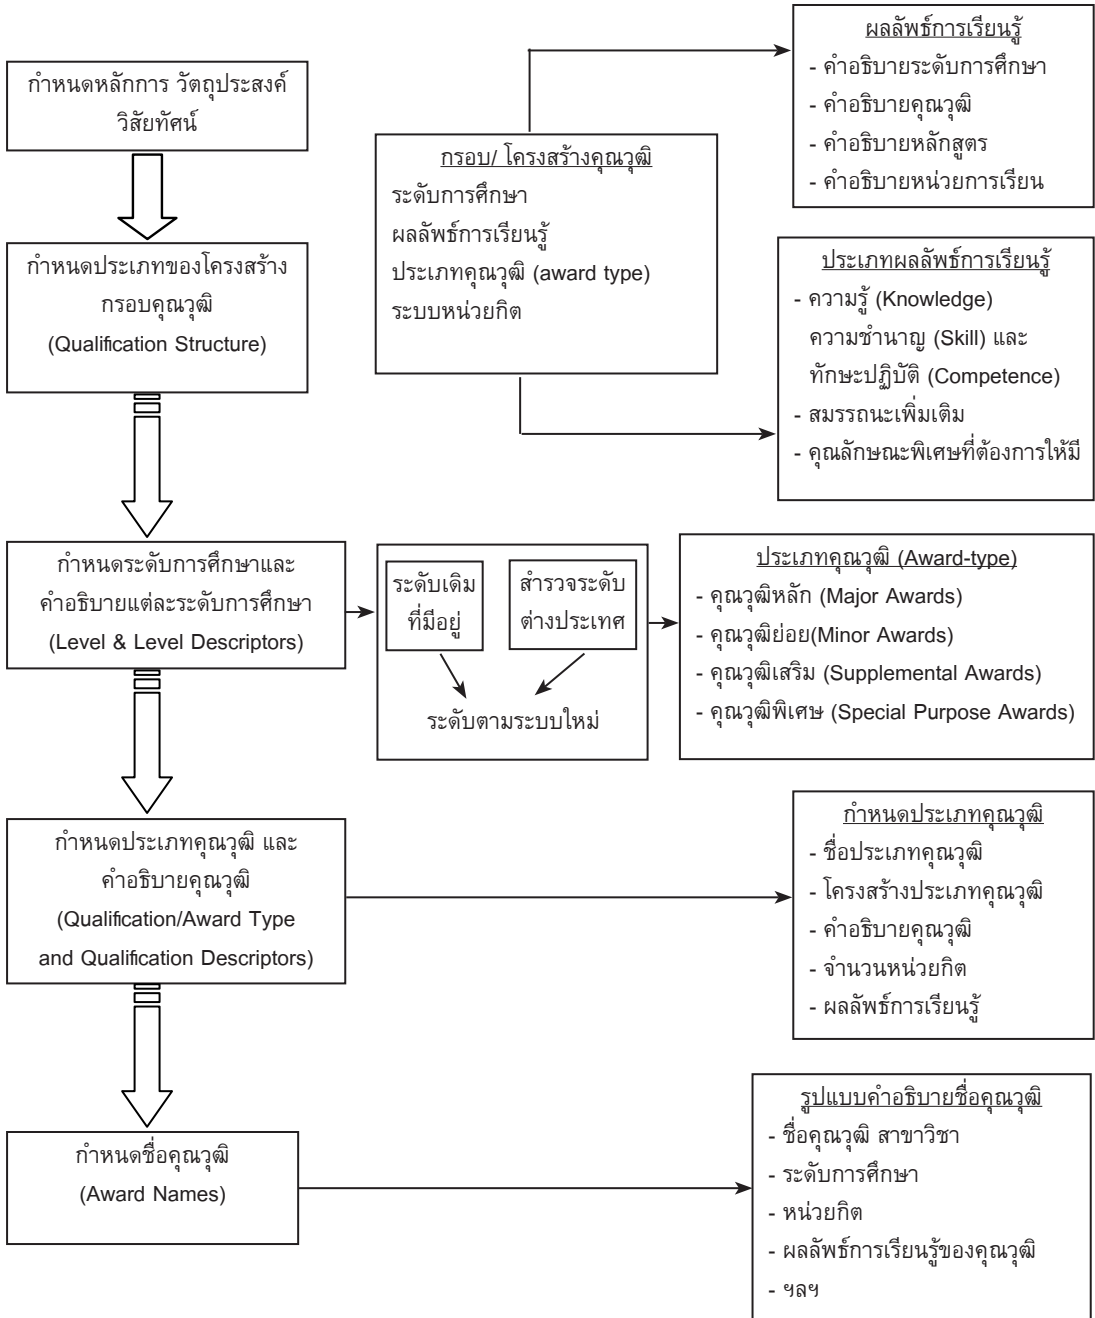 กำหนดหลักการ วัตถุประสงค์
วิสัยทัศน์
กำหนดประเภทของโครงสร้าง
กรอบคุณวุฒิ
(Qualification Structure)
กรอบ/ โครงสร้างคุณวุฒิ
ระดับการศึกษา
ผลลัพธ์การเรียนรู้
ประเภทคุณวุฒิ (award type)
ระบบหน่วยกิต
ผลลัพธ์การเรียนรู้
- คำอธิบายระดับการศึกษา
- คำอธิบายคุณวุฒิ
- คำอธิบายหลักสูตร
- คำอธิบายหน่วยการเรียน
ประเภทผลลัพธ์การเรียนรู้
- ความรู้ (Knowledge)
ความชำนาญ (Skill) และ
ทักษะปฏิบัติ (Competence)
- สมรรถนะเพิ่มเติม
- คุณลักษณะพิเศษที่ต้องการให้มี
กำหนดระดับการศึกษาและ
คำอธิบายแต่ละระดับการศึกษา
(Level & Level Descriptors)
ระดับเดิม
ที่มีอยู่
สำรวจระดับ
ต่างประเทศ
ระดับตามระบบใหม่
ประเภทคุณวุฒิ (Award-type)
- คุณวุฒิหลัก (Major Awards)
- คุณวุฒิย่อย(Minor Awards)
- คุณวุฒิเสริม (Supplemental Awards)
- คุณวุฒิพิเศษ (Special Purpose Awards)
กำหนดประเภทคุณวุฒิ และ
คำอธิบายคุณวุฒิ
(Qualification/Award Type
and Qualification Descriptors)
กำหนดประเภทคุณวุฒิ
- ชื่อประเภทคุณวุฒิ
- โครงสร้างประเภทคุณวุฒิ
- คำอธิบายคุณวุฒิ
- จำนวนหน่วยกิต
- ผลลัพธ์การเรียนรู้
กำหนดชื่อคุณวุฒิ
(Award Names)
รูปแบบคำอธิบายชื่อคุณวุฒิ
- ชื่อคุณวุฒิ สาขาวิชา
- ระดับการศึกษา
- หน่วยกิต
- ผลลัพธ์การเรียนรู้ของคุณวุฒิ
- ฯลฯ